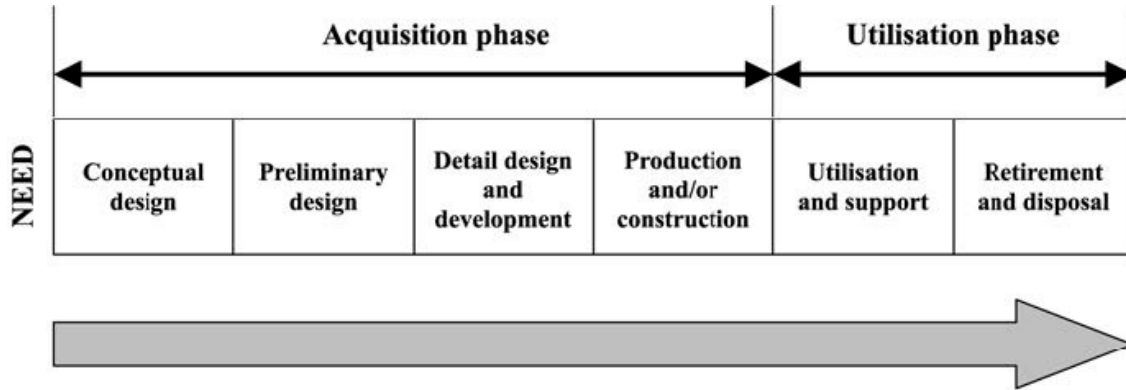 Acquisition phase
Utilisation phase
NEED
Conceptual
design
Preliminary
design
Detail design
and
development
Production
and/or
construction
Utilisation
and support
Retirement
and disposal